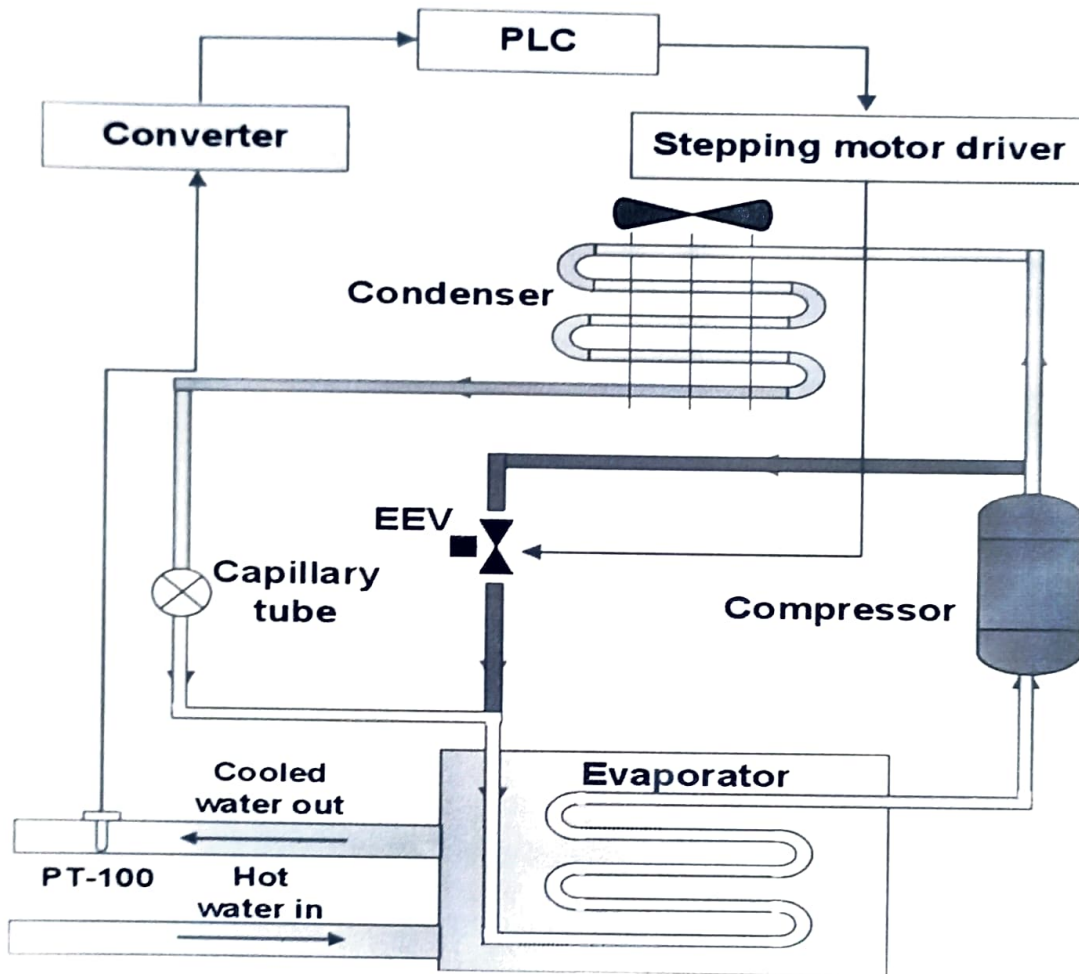 PLC
Converter
Stepping motor driver
Condenser
EEV
Capillary
tube
Compressor
Evaporator
Cooled
water out
PT-100
Hot
water in